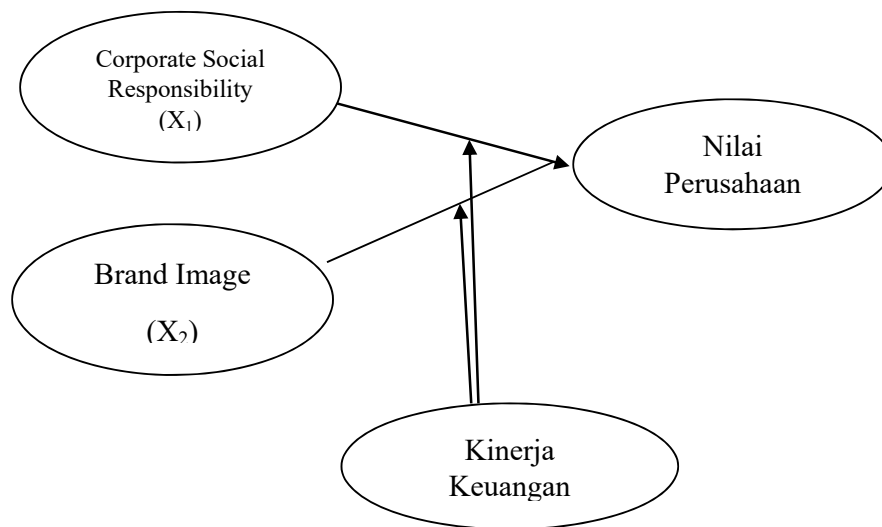 Corporate Social
Responsibility
(X₁)
Nilai
Perusahaan
Brand Image
(X₂)
Kinerja
Keuangan